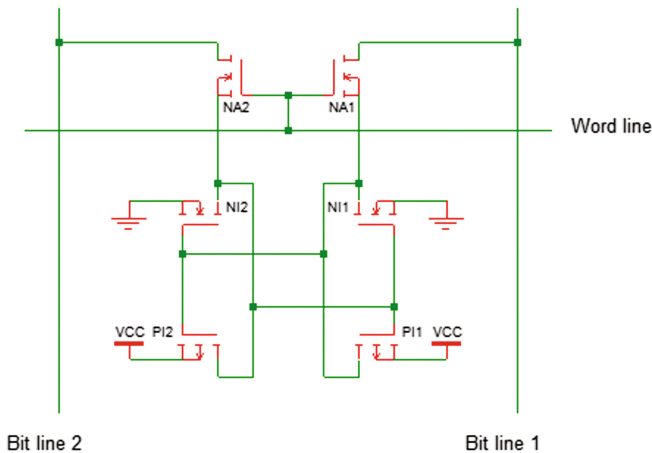 NA2 NA1
Word line
NI2 NI1
VCC PI2 PI1 VCC
Bit line 2 Bit line 1